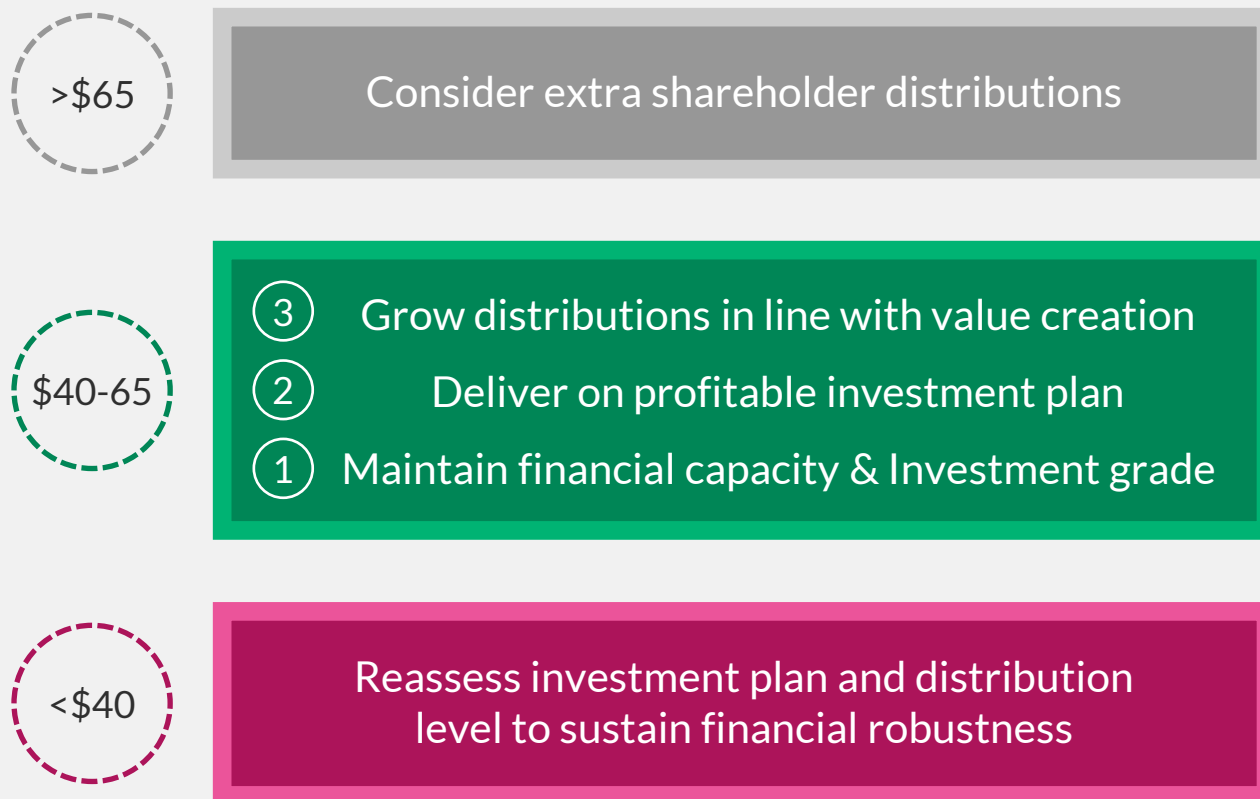 >$65
Consider extra shareholder distributions
$40-65
3 Grow distributions in line with value creation
2 Deliver on profitable investment plan
1 Maintain financial capacity & Investment grade
<$40
Reassess investment plan and distribution
level to sustain financial robustness